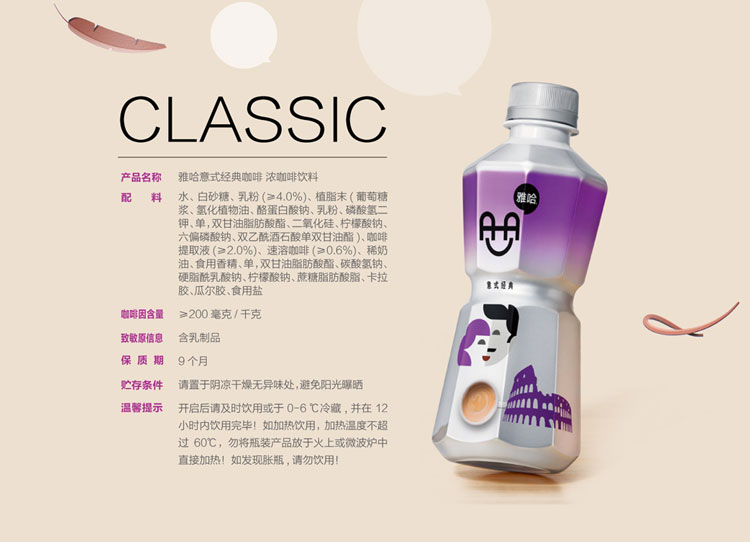 CLASSIC
产品名称 雅哈意式经典咖啡 浓咖啡饮料
配 料 水、白砂糖、乳粉 (≥4.0%)、植脂末 ( 葡萄糖
浆、氢化植物油、酪蛋白酸钠、乳粉、磷酸氢二
钾、单,双甘油脂肪酸酯、二氧化硅、柠檬酸钠、
六偏磷酸钠、双乙酰酒石酸单双甘油酯 )、咖啡
提取液 (≥2.0%)、速溶咖啡 (≥0.6%)、稀奶
油、食用香精、单,双甘油脂肪酸酯、碳酸氢钠、
硬脂酰乳酸钠、柠檬酸钠、蔗糖脂肪酸酯、卡拉
胶、瓜尔胶、食用盐
咖啡因含量 ≥200 毫克 / 千克
致敏原信息 含乳制品
保 质 期 9 个月
贮存条件 请置于阴凉干燥无异味处,避免阳光曝晒
温馨提示 开启后请及时饮用或于 0~6 ℃冷藏 , 并在 12
小时内饮用完毕！如加热饮用，加热温度不超
过 60℃，勿将瓶装产品放于火上或微波炉中
直接加热！如发现胀瓶 , 请勿饮用！
雅哈
AHA
意式经典